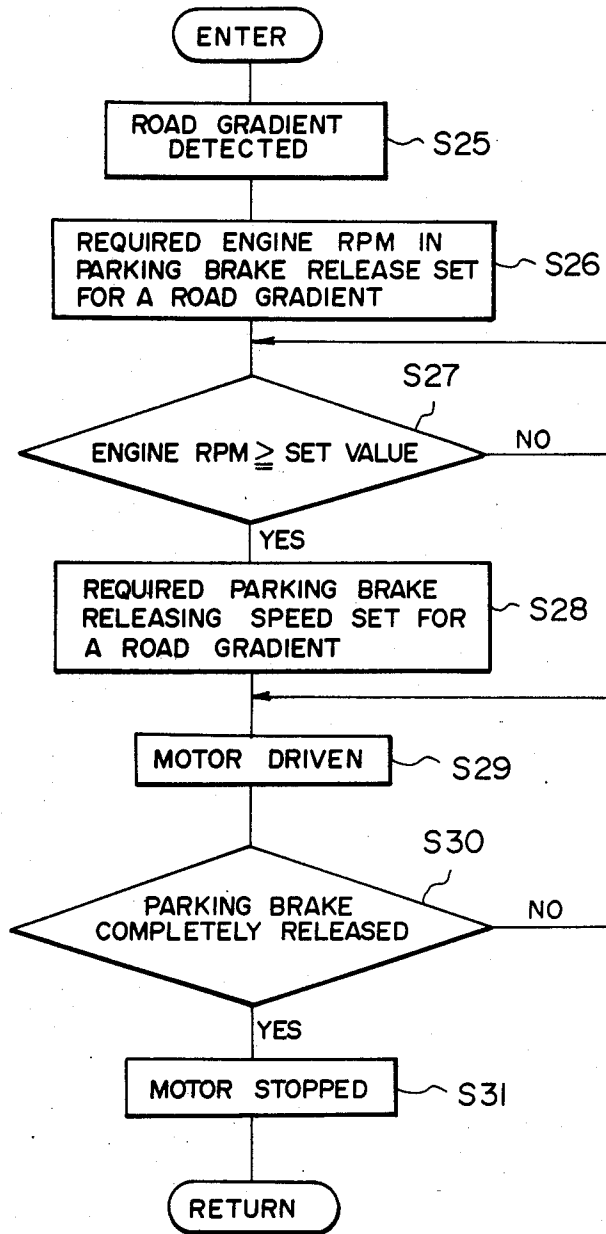 ENTER
ROAD GRADIENT
DETECTED
S25
REQUIRED ENGINE RPM IN
PARKING BRAKE RELEASE SET
FOR A ROAD GRADIENT
S26
S27
ENGINE RPM ≧ SET VALUE
NO
YES
REQUIRED PARKING BRAKE
RELEASING SPEED SET FOR
A ROAD GRADIENT
S28
MOTOR DRIVEN
S29
S30
PARKING BRAKE
COMPLETELY RELEASED
NO
YES
MOTOR STOPPED
S31
RETURN